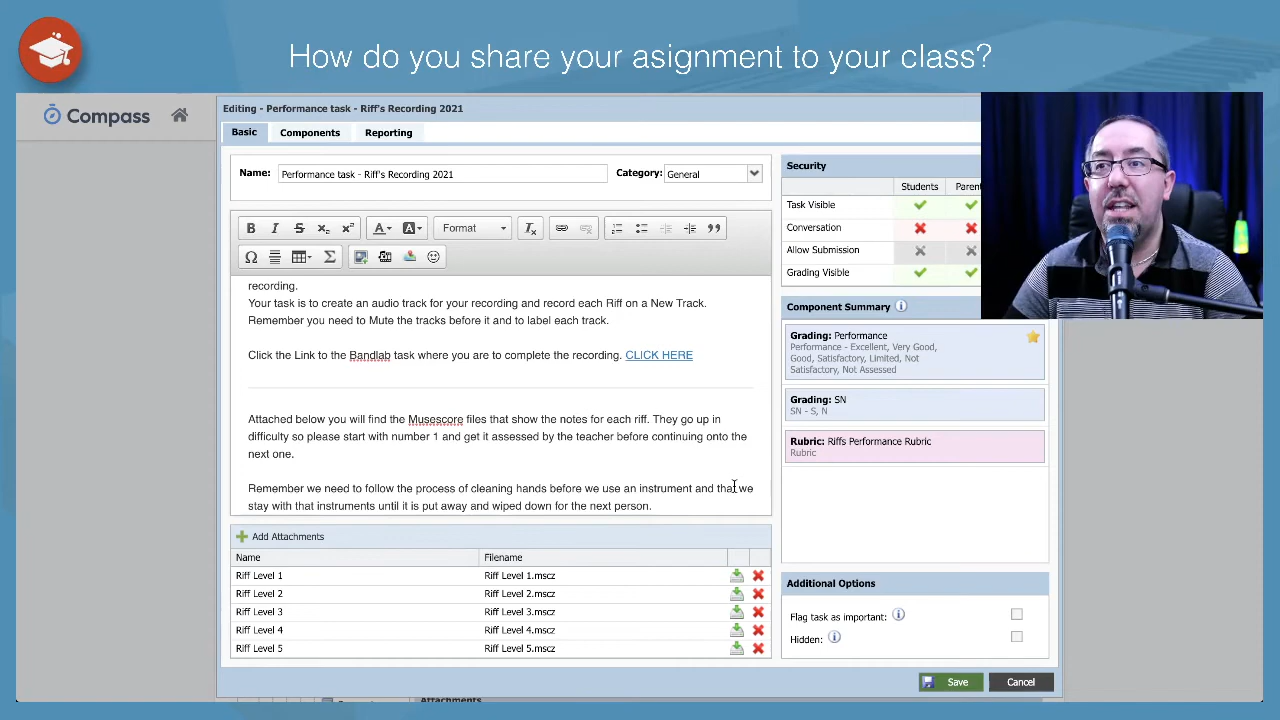 How do you share your asignment to your class?
Compass
Editing - Performance task - Riff's Recording 2021
Basic
Components
Reporting
Name:
Performance task - Riff's Recording 2021
Category:
General
Format
recording.
Your task is to create an audio track for your recording and record each Riff on a New Track.
Remember you need to Mute the tracks before it and to label each track.
Click the Link to the Bandlab task where you are to complete the recording. CLICK HERE
Attached below you will find the Musescore files that show the notes for each riff. They go up in
difficulty so please start with number 1 and get it assessed by the teacher before continuing onto the
next one.
Remember we need to follow the process of cleaning hands before we use an instrument and that we
stay with that instruments until it is put away and wiped down for the next person.
Add Attachments
Name Filename
Riff Level 1 Riff Level 1.mscz
Riff Level 2 Riff Level 2.mscz
Riff Level 3 Riff Level 3.mscz
Riff Level 4 Riff Level 4.mscz
Riff Level 5 Riff Level 5.mscz
Security
Students Paren
Task Visible
Conversation
Allow Submission
Grading Visible
Component Summary
Grading: Performance
Performance - Excellent, Very Good,
Good, Satisfactory, Limited, Not
Satisfactory, Not Assessed
Grading: SN
SN - S, N
Rubric: Riffs Performance Rubric
Rubric
Additional Options
Flag task as important:
Hidden:
Save
Cancel